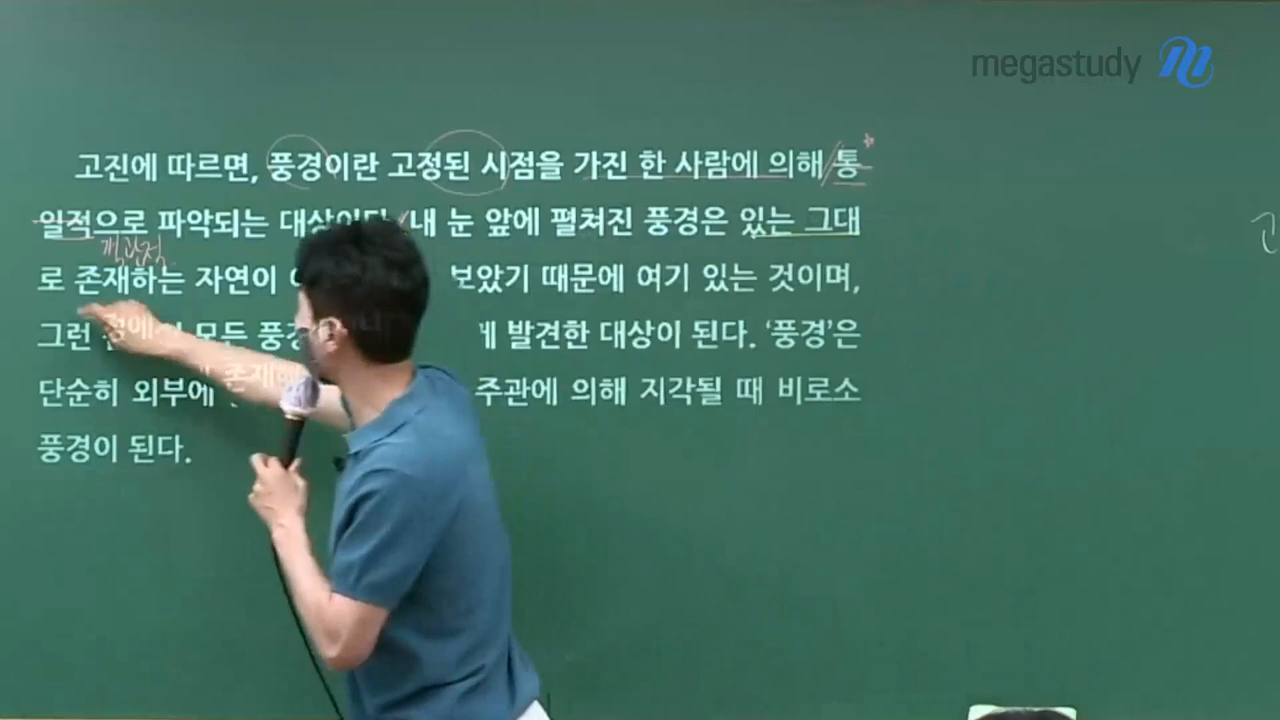 megastudy
고진에 따르면, 풍경이란 고정된 시점을 가진 한 사람에 의해 통
일적으로 파악되는 대상이다. 내 눈 앞에 펼쳐진 풍경은 있는 그대
객관적
로 존재하는 자연이 보았기 때문에 여기 있는 것이며,
그런 모든 풍경 발견한 대상이 된다. ‘풍경’은
단순히 외부에 존재 주관에 의해 지각될 때 비로소
풍경이 된다.